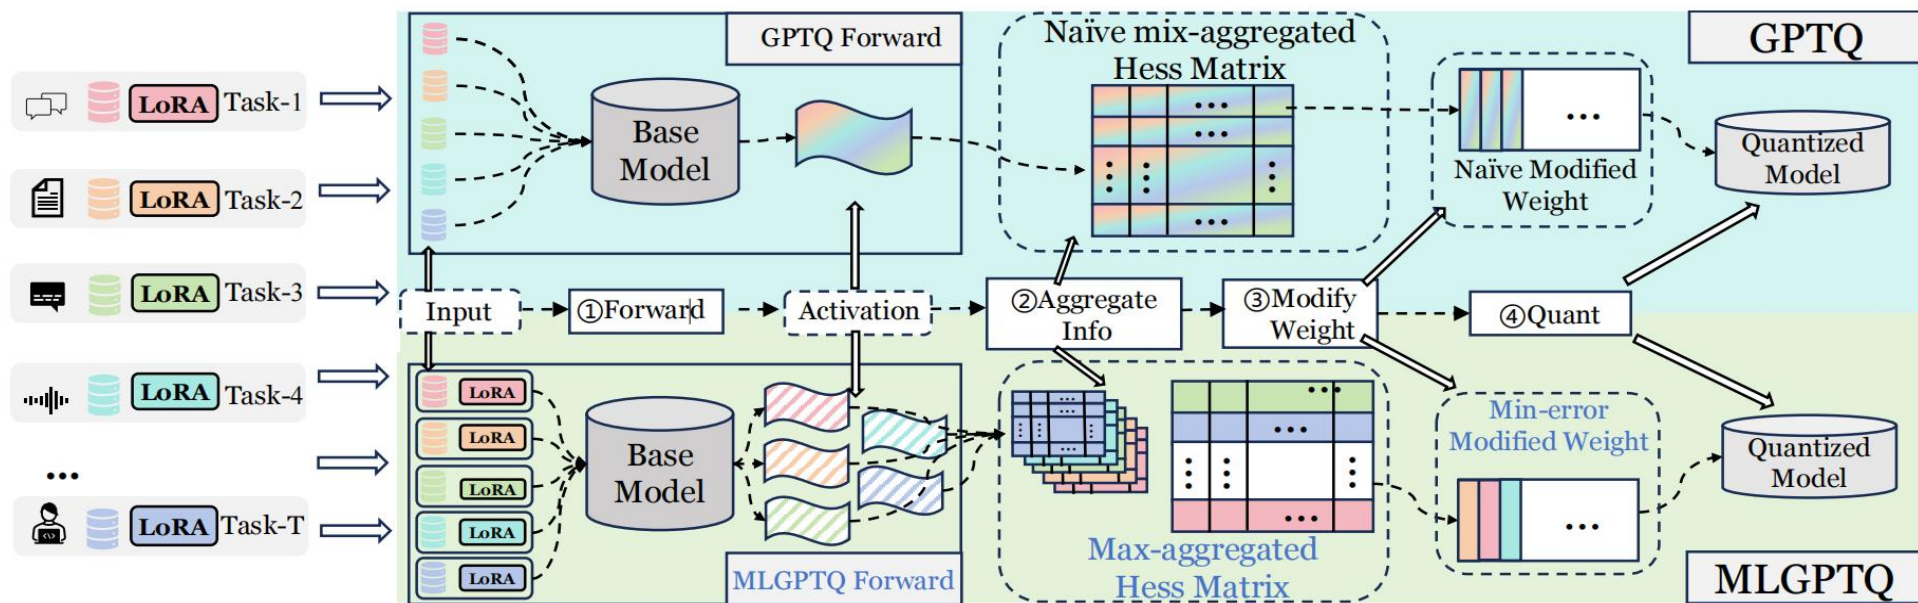 LoRA Task-1
LoRA Task-2
LoRA Task-3
LoRA Task-4
...
LoRA Task-T
GPTQ Forward
Base
Model
Naïve mix-aggregated
Hess Matrix
...
...
...
Naïve Modified
Weight
...
GPTQ
Quantized
Model
Input
①Forward
Activation
②Aggregate
Info
③Modify
Weight
④Quant
LoRA
LoRA
LoRA
LoRA
LoRA
Base
Model
MLGPTQ Forward
...
...
...
...
Max-aggregated
Hess Matrix
Min-error
Modified Weight
...
Quantized
Model
MLGPTQ